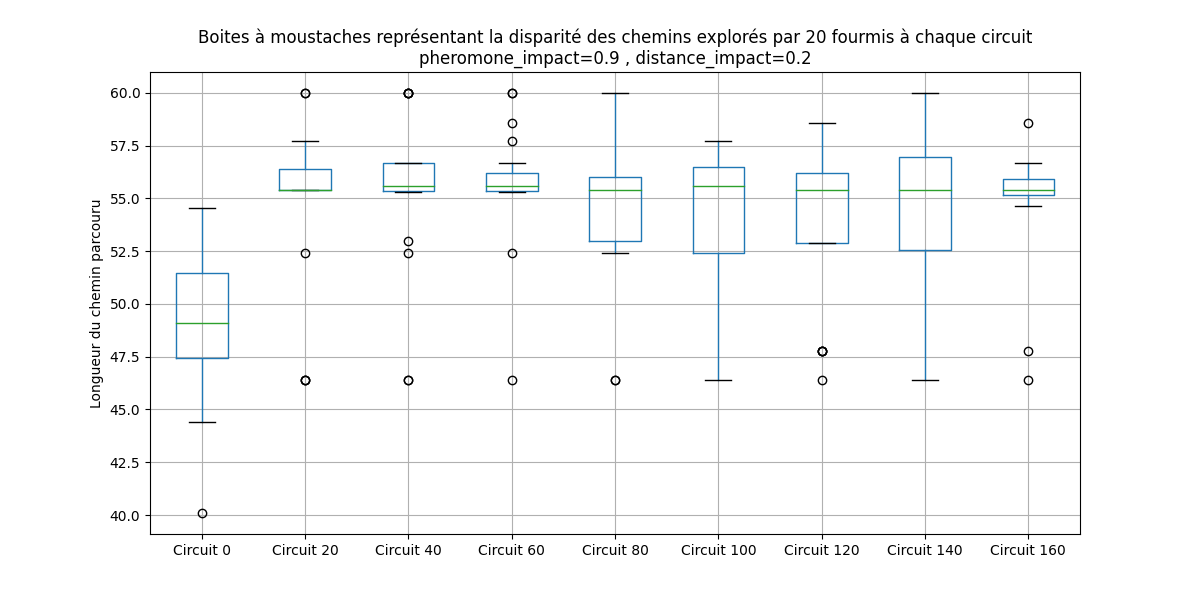 Boites à moustaches représentant la disparité des chemins explorés par 20 fourmis à chaque circuit
pheromone_impact=0.9 , distance_impact=0.2
Longueur du chemin parcouru
60.0
57.5
55.0
52.5
50.0
47.5
45.0
42.5
40.0
Circuit 0 Circuit 20 Circuit 40 Circuit 60 Circuit 80 Circuit 100 Circuit 120 Circuit 140 Circuit 160